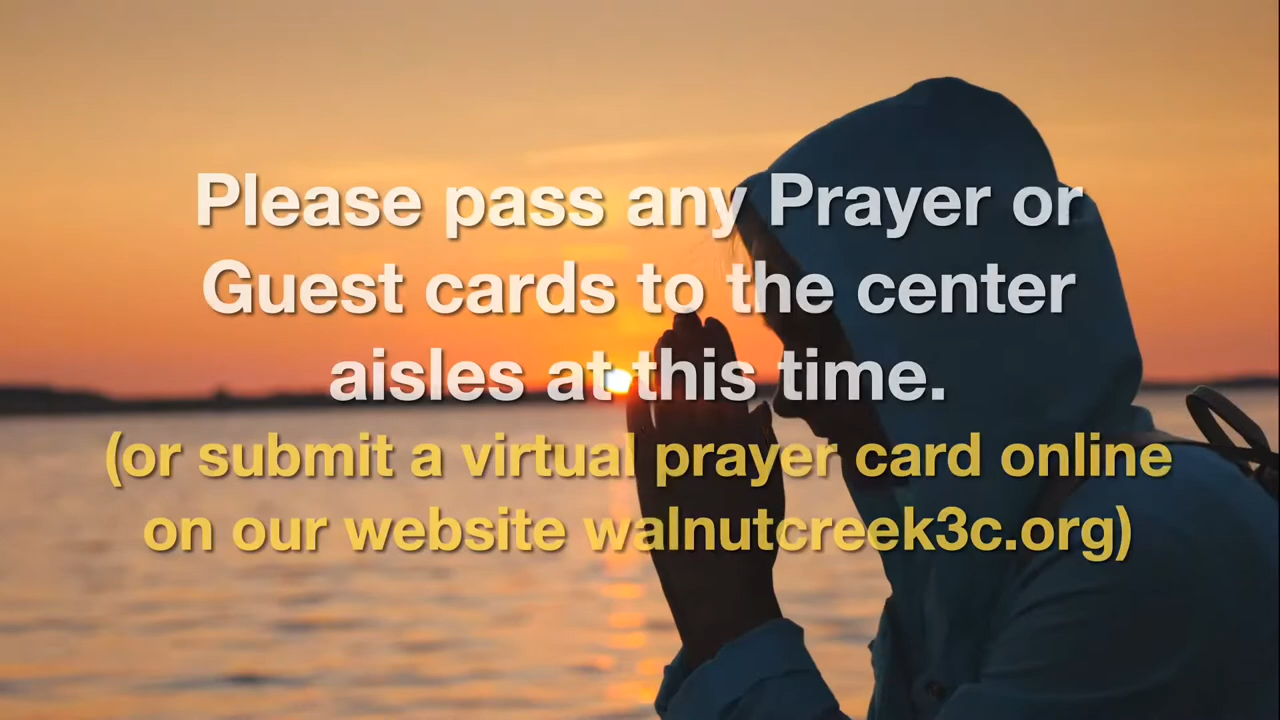 Please pass any Prayer or
Guest cards to the center
aisles at this time.
(or submit a virtual prayer card online
on our website walnutcreek3c.org)